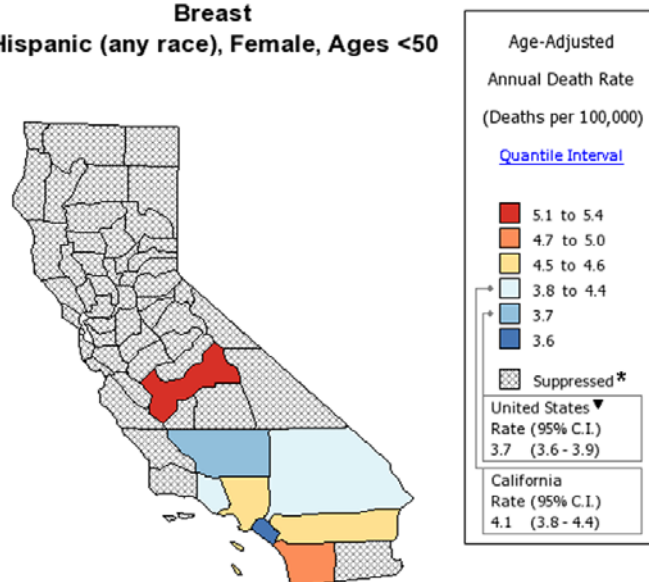 Breast
Hispanic (any race), Female, Ages <50
Age-Adjusted
Annual Death Rate
(Deaths per 100,000)
Quantile Interval
5.1 to 5.4
4.7 to 5.0
4.5 to 4.6
3.8 to 4.4
3.7
3.6
Suppressed*
United States ▼
Rate (95% C.I.)
3.7 (3.6 - 3.9)
California
Rate (95% C.I.)
4.1 (3.8 - 4.4)